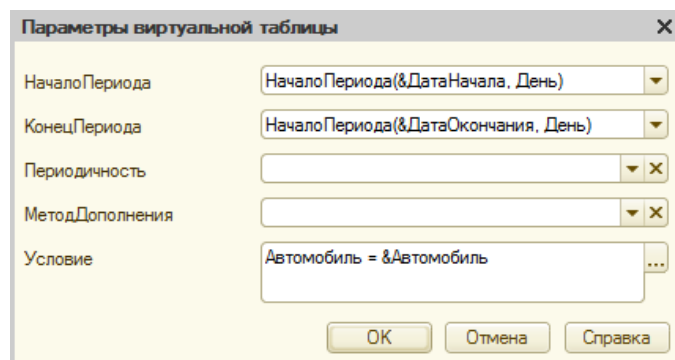 Параметры виртуальной таблицы
НачалоПериода
НачалоПериода(&ДатаНачала, День)
КонецПериода
НачалоПериода(&ДатаОкончания, День)
Периодичность
МетодДополнения
Условие
Автомобиль = &Автомобиль
...
OK
Отмена
Справка